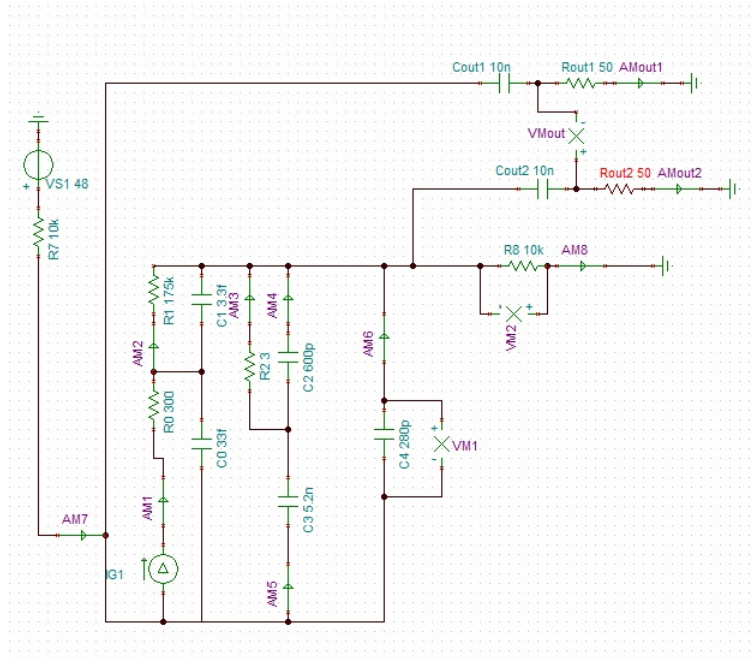 Cout1 10n
Rout1 50
AMout1
-
VMout
+
Cout2 10n
Rout2 50
AMout2
+
VS1 48
R7 10k
R8 10k
AM8
-
+
VM2
R1 175k
C1 3.3f
AM3
AM4
AM2
AM6
R2 3
C2 600p
R0 300
C0 33f
C4 280p
+
VM1
-
C3 5.2n
AM1
AM7
IG1
AM5